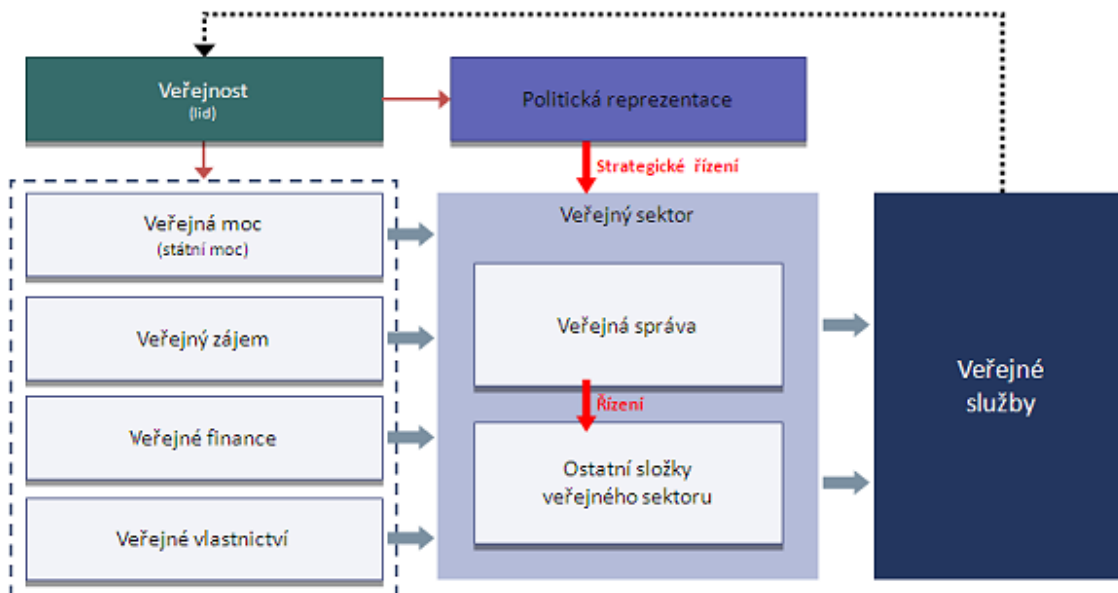 Veřejnost
(lid)
Politická reprezentace
Strategické řízení
Veřejná moc
(státní moc)
Veřejný zájem
Veřejné finance
Veřejné vlastnictví
Veřejný sektor
Veřejná správa
Řízení
Ostatní složky
veřejného sektoru
Veřejné
služby